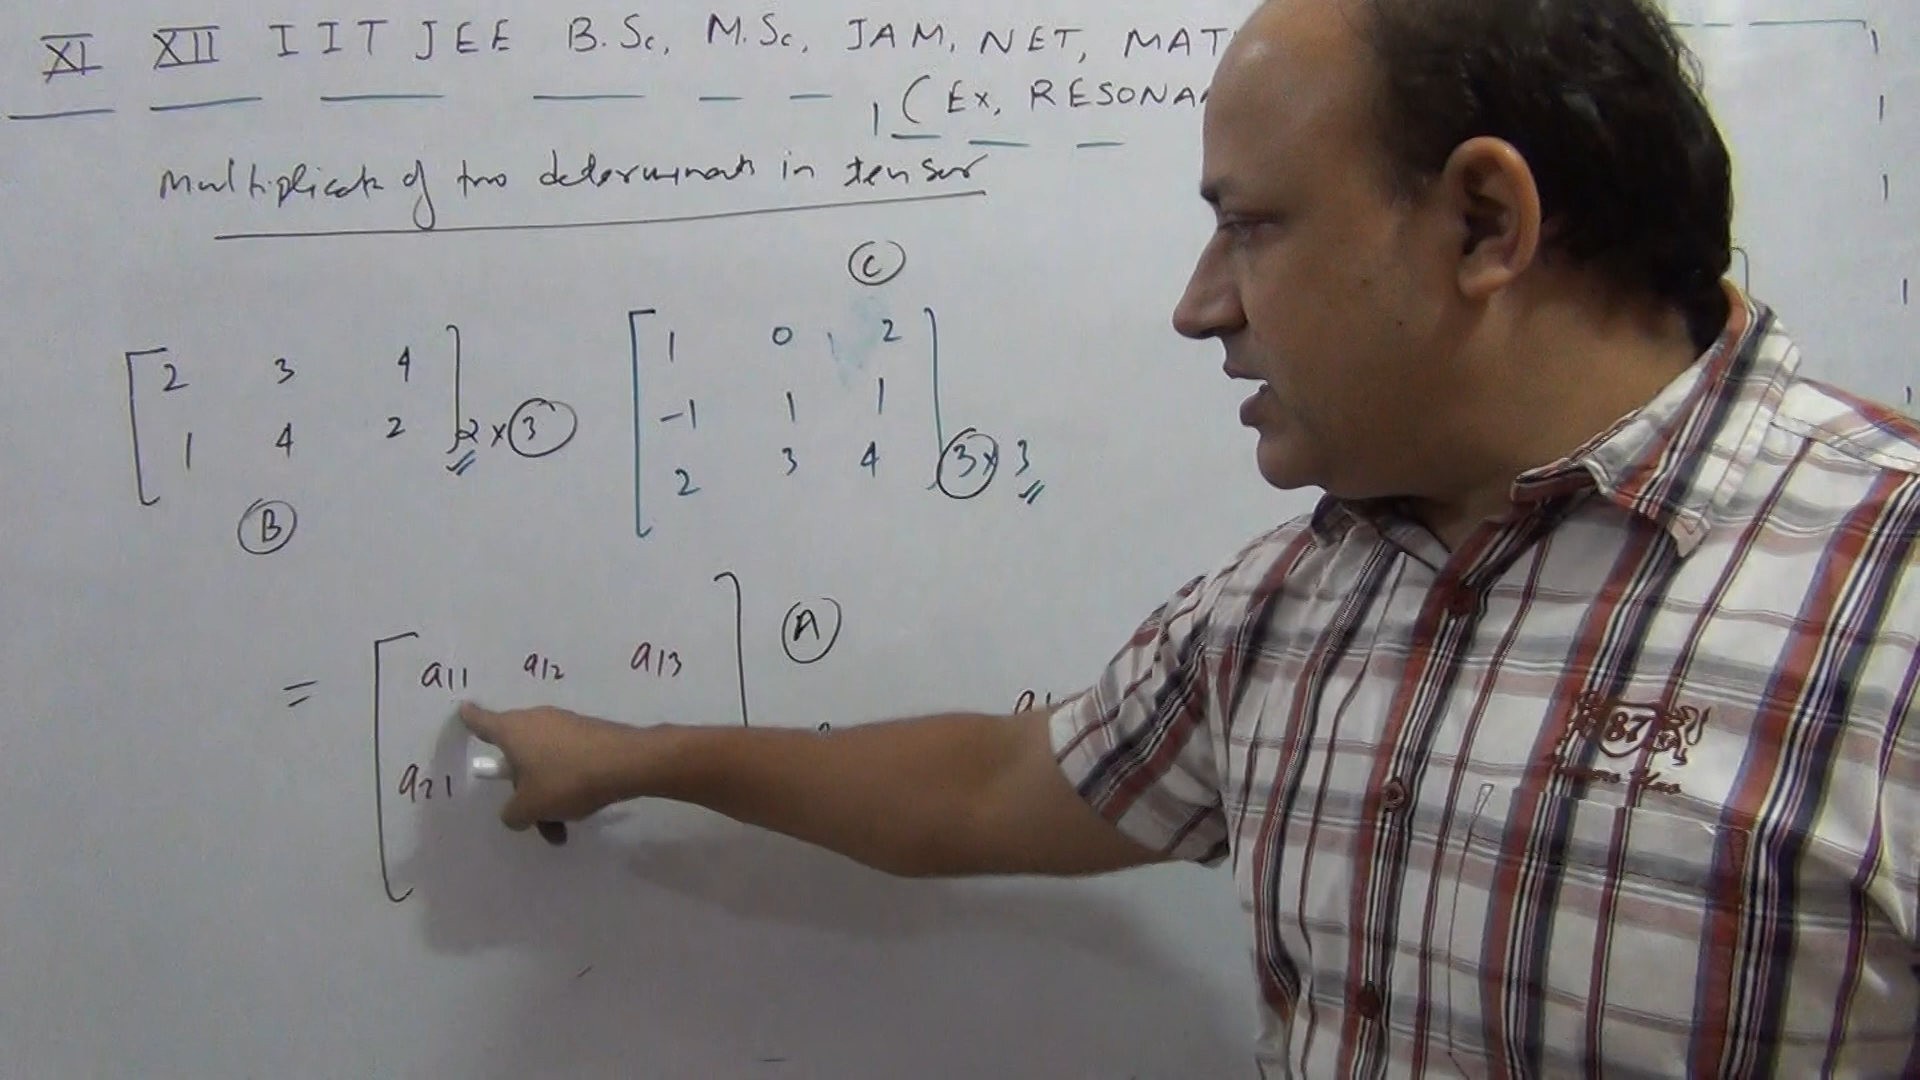 XI XII IIT JEE B.Sc, M.Sc, JAM, NET, MAT
(Ex, RESONA
Multiplicat of two determinants in tensor
C
2 3 4
1 4 2
2 x 3
B
1 0 2
-1 1 1
2 3 4
3 x 3
= a11 a12 a13
a21
A
87